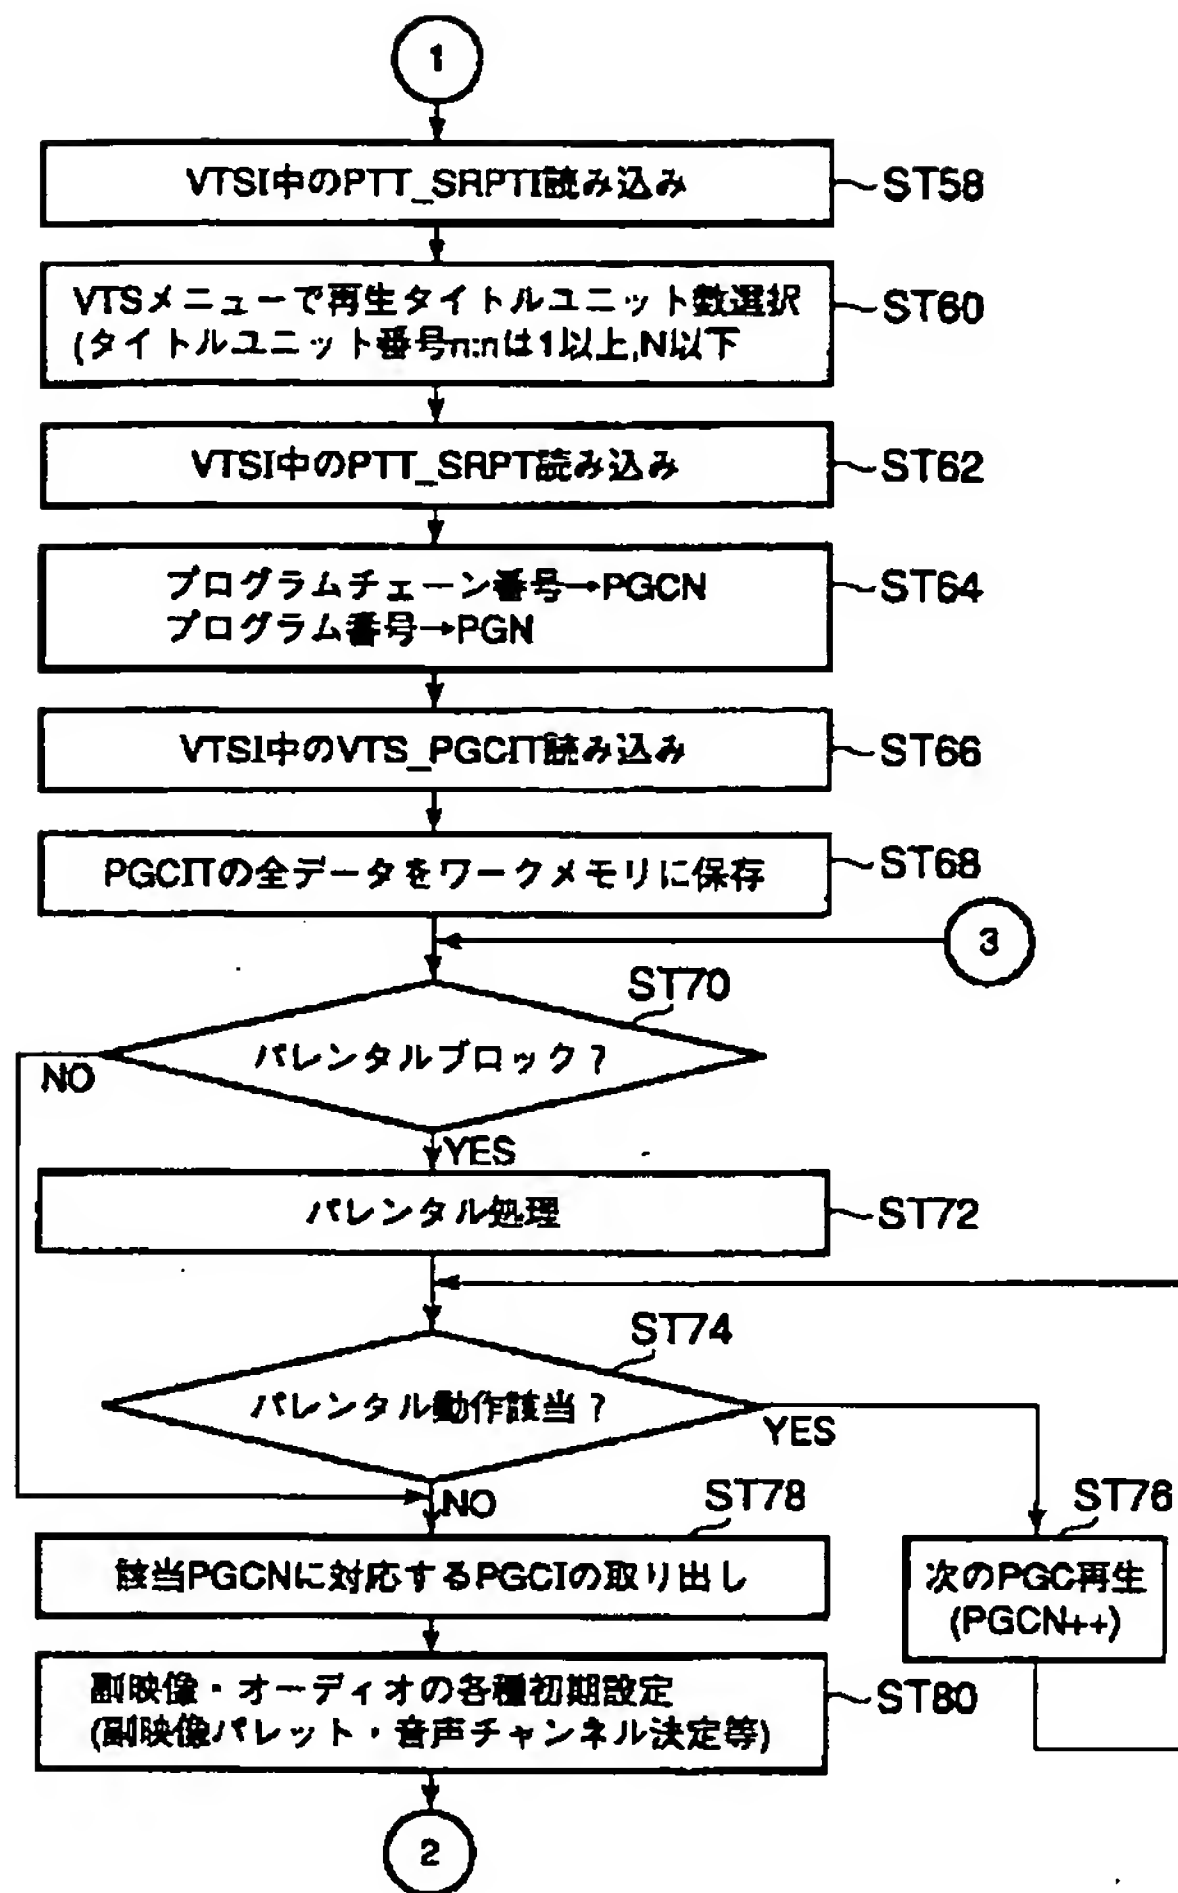 1
VTSI中のPTT_SRPTI読み込み
ST58
VTSメニューで再生タイトルユニット数選択
(タイトルユニット番号n:nは1以上,N以下
ST60
VTSI中のPTT_SRPT読み込み
ST62
プログラムチェーン番号→PGCN
プログラム番号→PGN
ST64
VTSI中のVTS_PGCIT読み込み
ST66
PGCITの全データをワークメモリに保存
ST68
3
ST70
パレンタルブロック?
NO
YES
パレンタル処理
ST72
ST74
パレンタル動作該当?
YES
NO
ST78
ST76
該当PGCNに対応するPGCIの取り出し
次のPGC再生
(PGCN++)
副映像・オーディオの各種初期設定
(副映像パレット・音声チャンネル決定等)
ST80
2